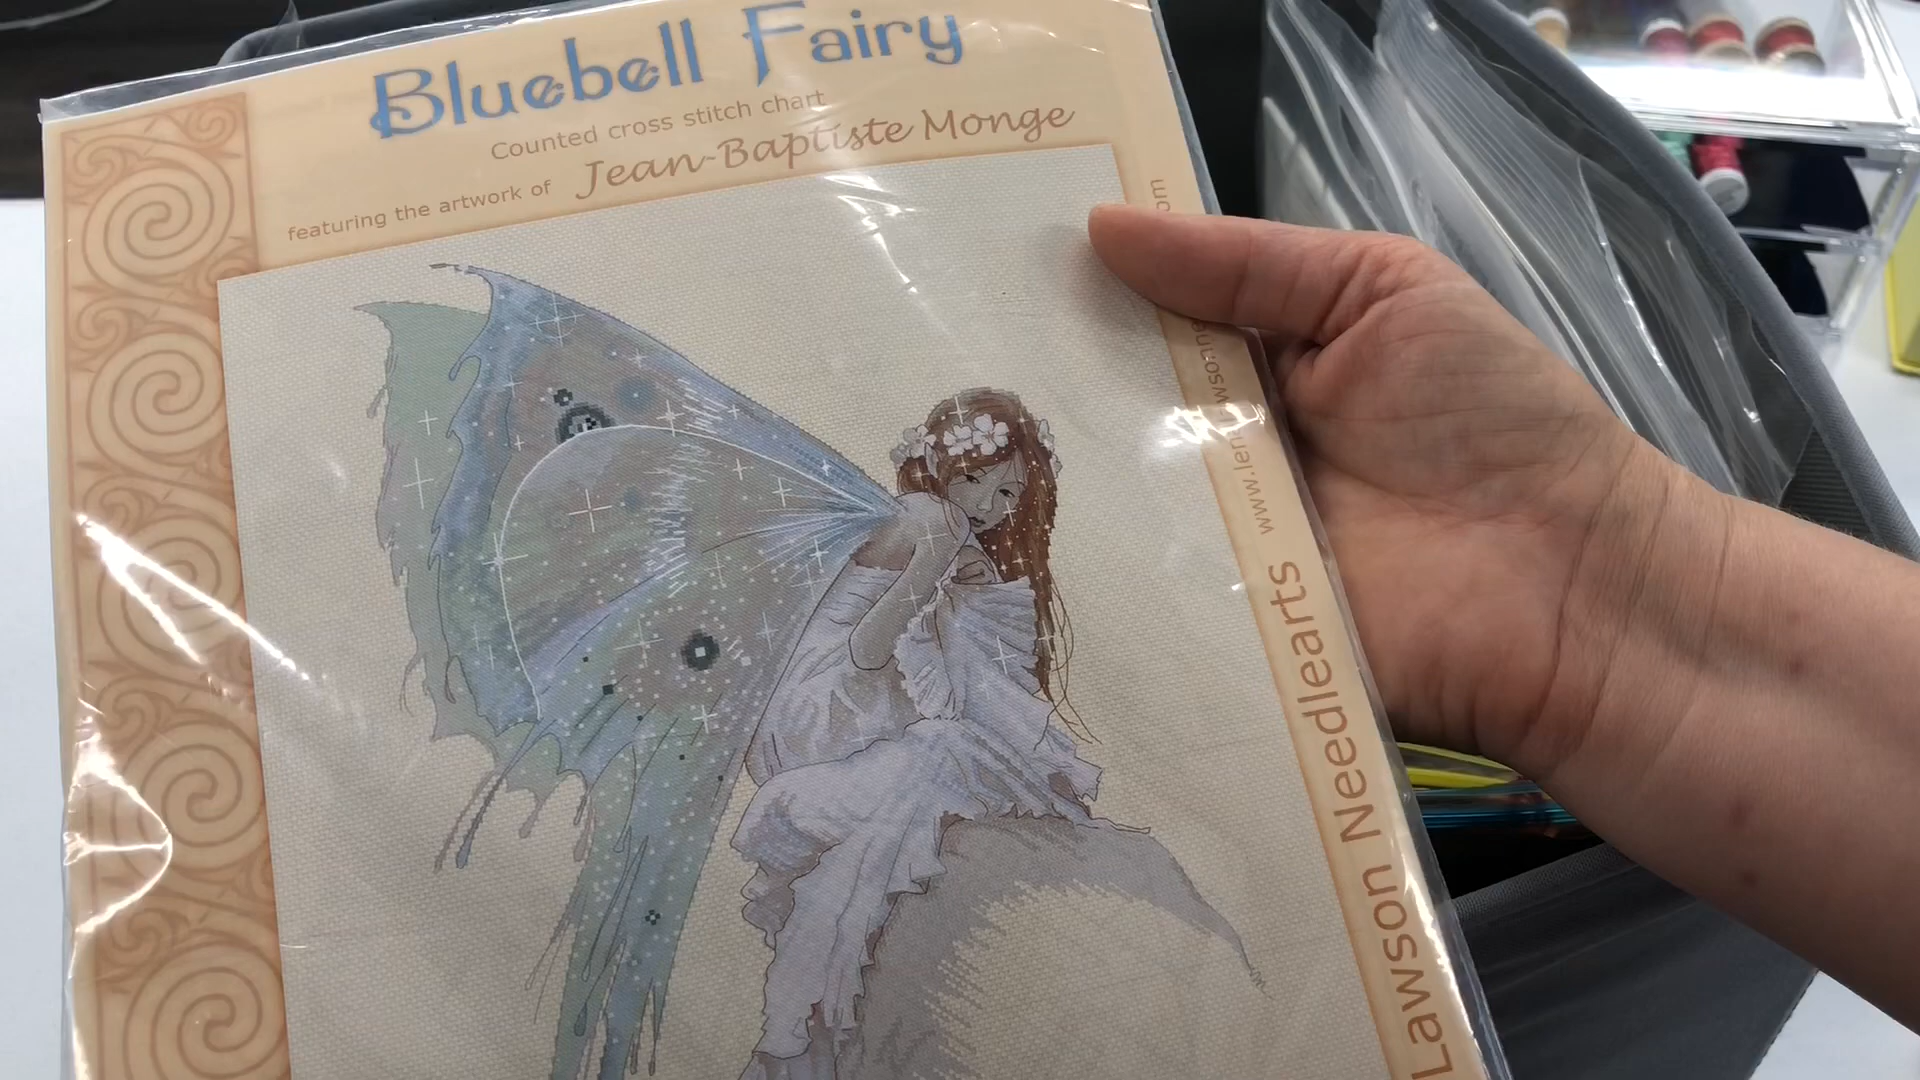 Bluebell Fairy
Counted cross stitch chart
featuring the artwork of Jean-Baptiste Monge
Lawson Needlearts